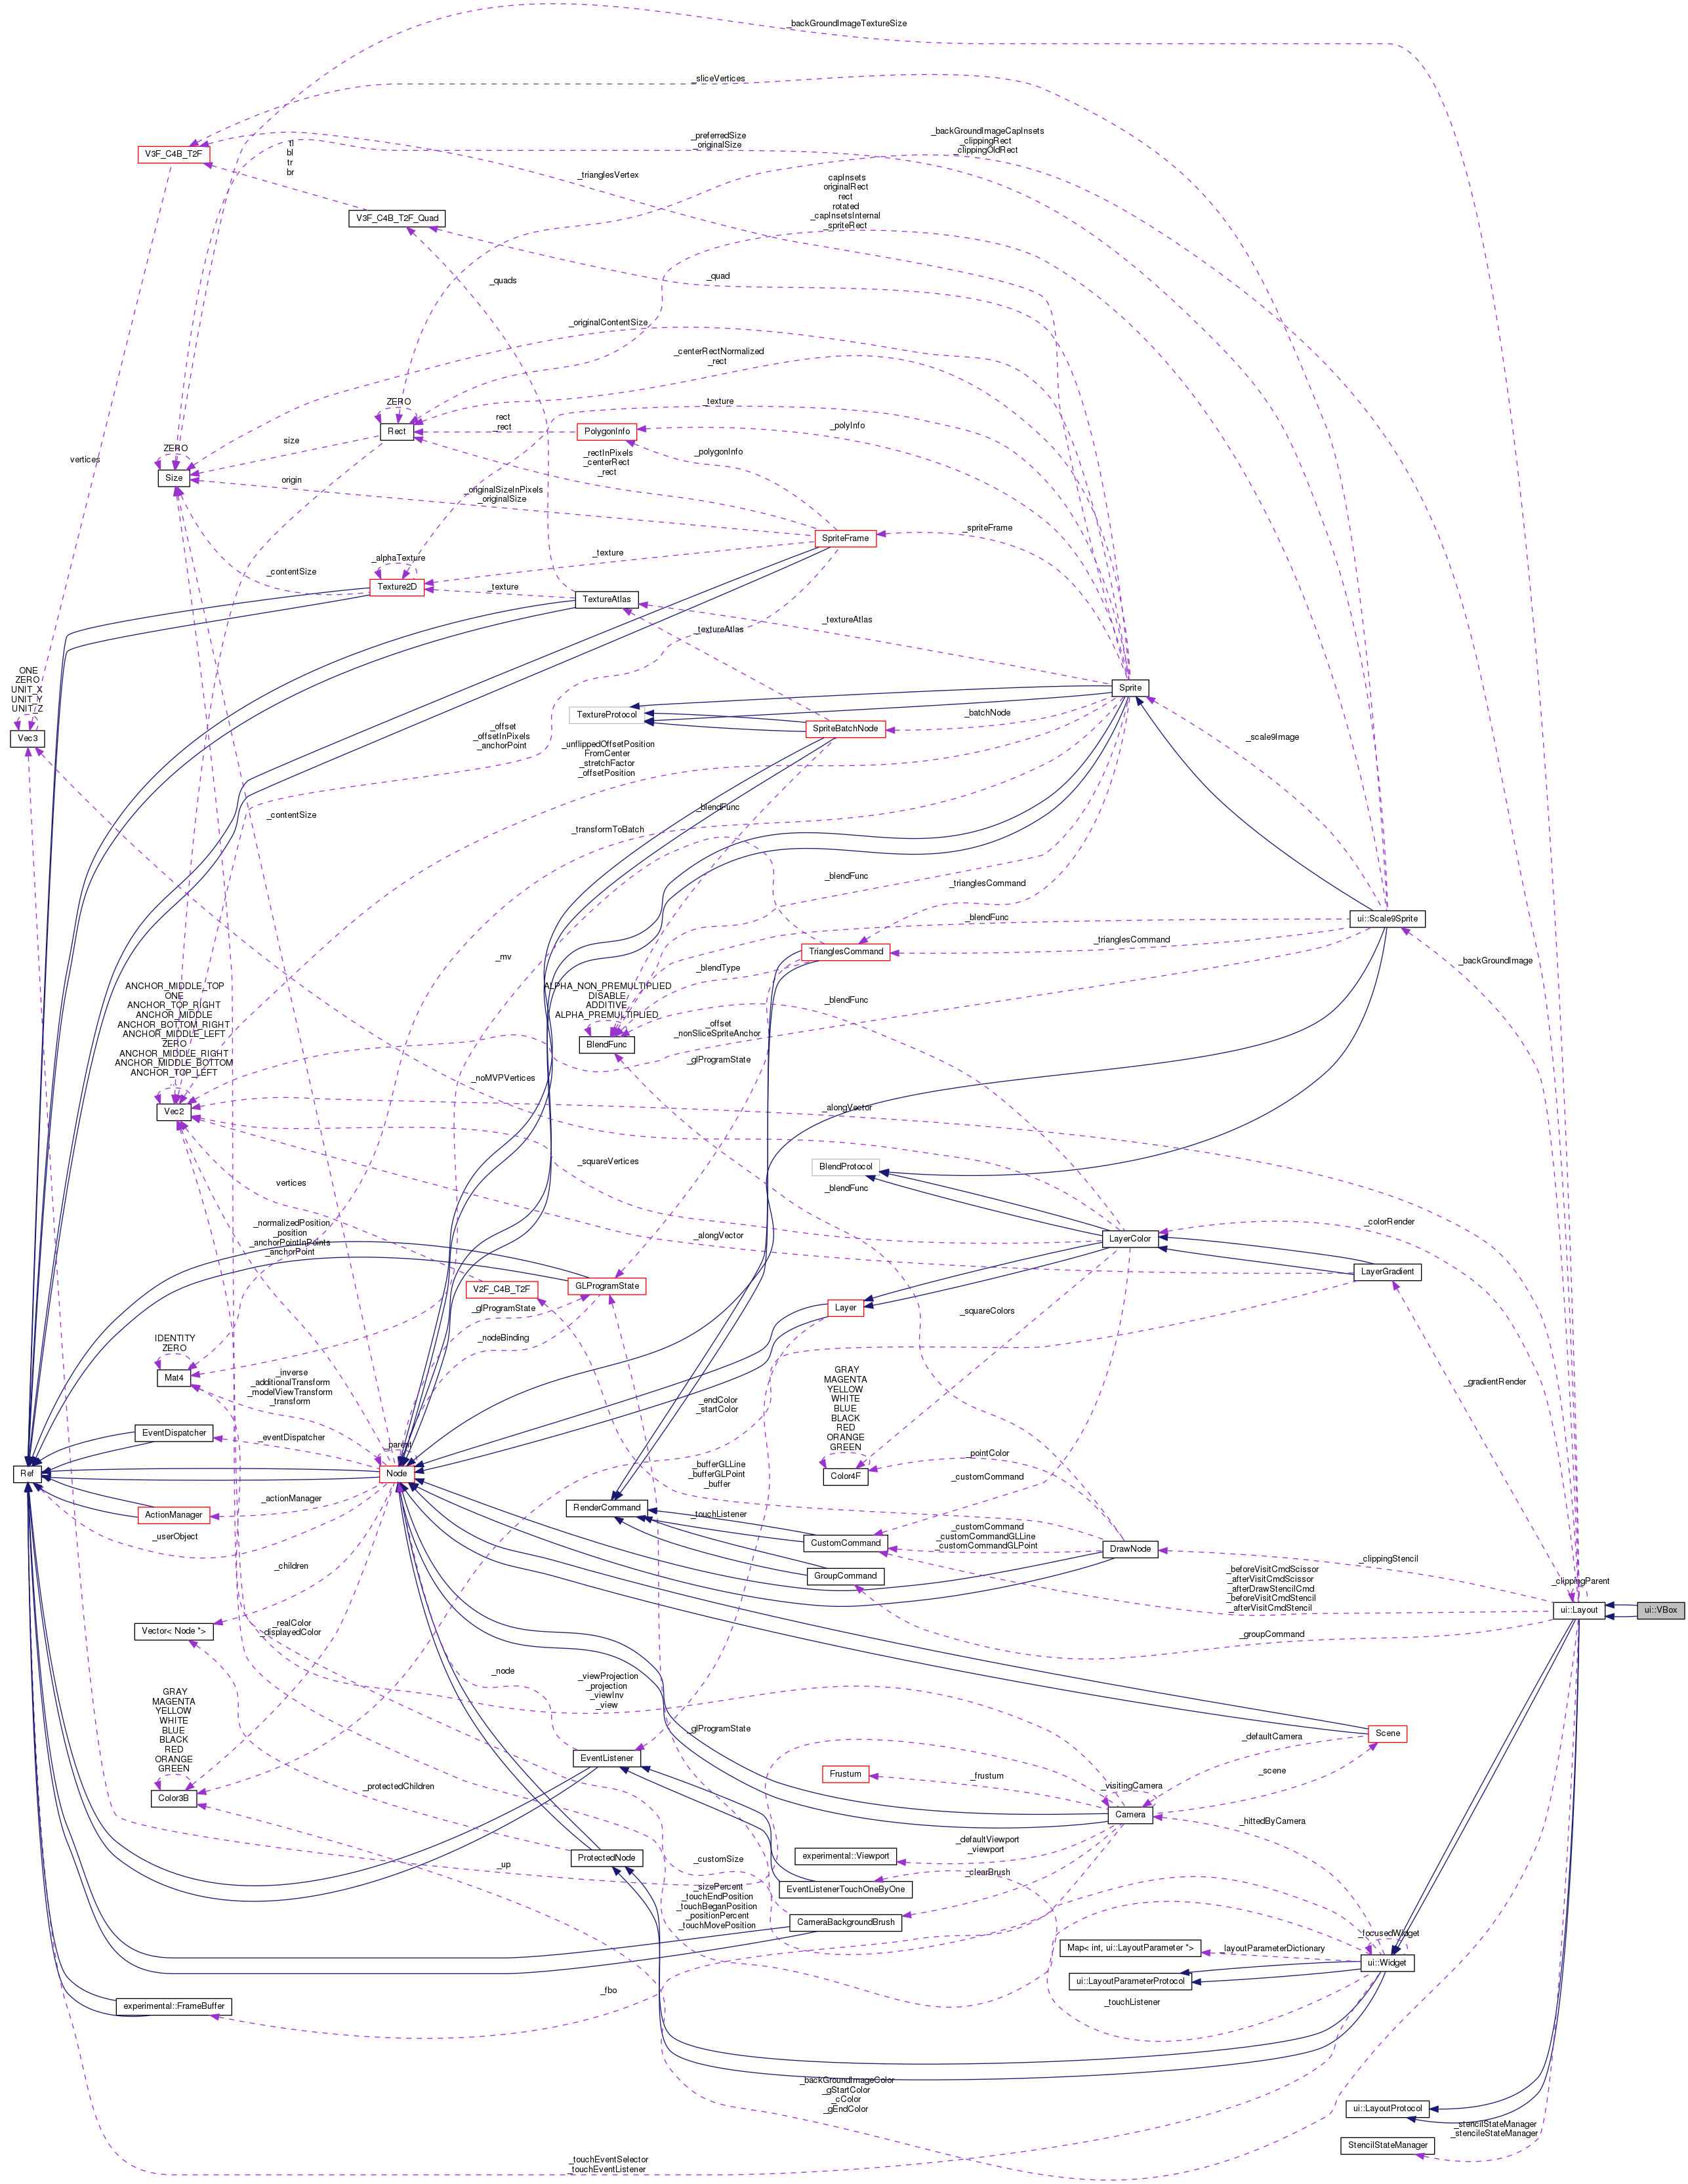 _backGroundImageTextureSize
_sliceVertices
_backGroundImageCapInsets
_clippingRect
_clippingOldRect
_preferredSize
_originalSize
tl
bl
tr
br
V3F_C4B_T2F
_trianglesVertex
capInsets
originalRect
rect
rotated
_capInsetsInternal
_spriteRect
V3F_C4B_T2F_Quad
_quads
_quad
_originalContentSize
_centerRectNormalized
_rect
ZERO
_texture
rect
_rect
Rect
PolygonInfo
_polyInfo
size
ZERO
vertices
_rectInPixels
_centerRect
_rect
_polygonInfo
Size
origin
_originalSizeInPixels
_originalSize
_spriteFrame
SpriteFrame
_alphaTexture
_texture
_contentSize
Texture2D
_texture
TextureAtlas
_textureAtlas
_textureAtlas
ONE
ZERO
UNIT_X
UNIT_Y
UNIT_Z
Sprite
TextureProtocol
_batchNode
SpriteBatchNode
Vec3
_offset
_offsetInPixels
_anchorPoint
_unflippedOffsetPosition
FromCenter
_stretchFactor
_offsetPosition
_scale9Image
_blendFunc
_contentSize
_transformToBatch
_blendFunc
_trianglesCommand
_blendFunc
ui::Scale9Sprite
_trianglesCommand
TrianglesCommand
_mv
_blendType
_backGroundImage
ANCHOR_MIDDLE_TOP
ONE
ANCHOR_TOP_RIGHT
ANCHOR_MIDDLE
ANCHOR_BOTTOM_RIGHT
ANCHOR_MIDDLE_LEFT
ZERO
ANCHOR_MIDDLE_RIGHT
ANCHOR_MIDDLE_BOTTOM
ANCHOR_TOP_LEFT
...
ALPHA_NON_PREMULTIPLIED
DISABLE
ADDITIVE
ALPHA_PREMULTIPLIED
BlendFunc
_blendFunc
_offset
_nonSliceSpriteAnchor
_glProgramState
_noMVPVertices
Vec2
_alongVector
_squareVertices
BlendProtocol
_blendFunc
vertices
_normalizedPosition
_position
_anchorPointInPoints
_anchorPoint
_alongVector
_colorRender
LayerColor
LayerGradient
V2F_C4B_T2F
GLProgramState
Layer
_glProgramState
_squareColors
IDENTITY
ZERO
_nodeBinding
Mat4
_inverse
_additionalTransform
_modelViewTransform
_transform
_gradientRender
GRAY
MAGENTA
YELLOW
WHITE
BLUE
BLACK
RED
ORANGE
GREEN
_endColor
_startColor
EventDispatcher
_eventDispatcher
_parent
_pointColor
Ref
Node
Color4F
_bufferGLLine
_bufferGLPoint
_buffer
_customCommand
_actionManager
ActionManager
RenderCommand
_touchListener
_userObject
CustomCommand
_customCommand
_customCommandGLLine
_customCommandGLPoint
DrawNode
_clippingStencil
_children
GroupCommand
_beforeVisitCmdScissor
_afterVisitCmdScissor
_afterDrawStencilCmd
_beforeVisitCmdStencil
_afterVisitCmdStencil
_clippingParent
ui::Layout
ui::VBox
Vector< Node *>
_realColor
_displayedColor
_groupCommand
_node
_viewProjection
_projection
_viewInv
_view
GRAY
MAGENTA
YELLOW
WHITE
BLUE
BLACK
RED
ORANGE
GREEN
_glProgramState
Scene
_defaultCamera
EventListener
Frustum
_frustum
_scene
_visitingCamera
Color3B
_protectedChildren
Camera
_hittedByCamera
_defaultViewport
_viewport
experimental::Viewport
ProtectedNode
_up
_customSize
_clearBrush
EventListenerTouchOneByOne
_sizePercent
_touchEndPosition
_touchBeganPosition
_positionPercent
_touchMovePosition
CameraBackgroundBrush
_focusedWidget
Map< int, ui::LayoutParameter *>
_layoutParameterDictionary
ui::Widget
ui::LayoutParameterProtocol
_fbo
experimental::FrameBuffer
_touchListener
_backGroundImageColor
_gStartColor
_cColor
_gEndColor
ui::LayoutProtocol
_stencilStateManager
_stencileStateManager
StencilStateManager
_touchEventSelector
_touchEventListener